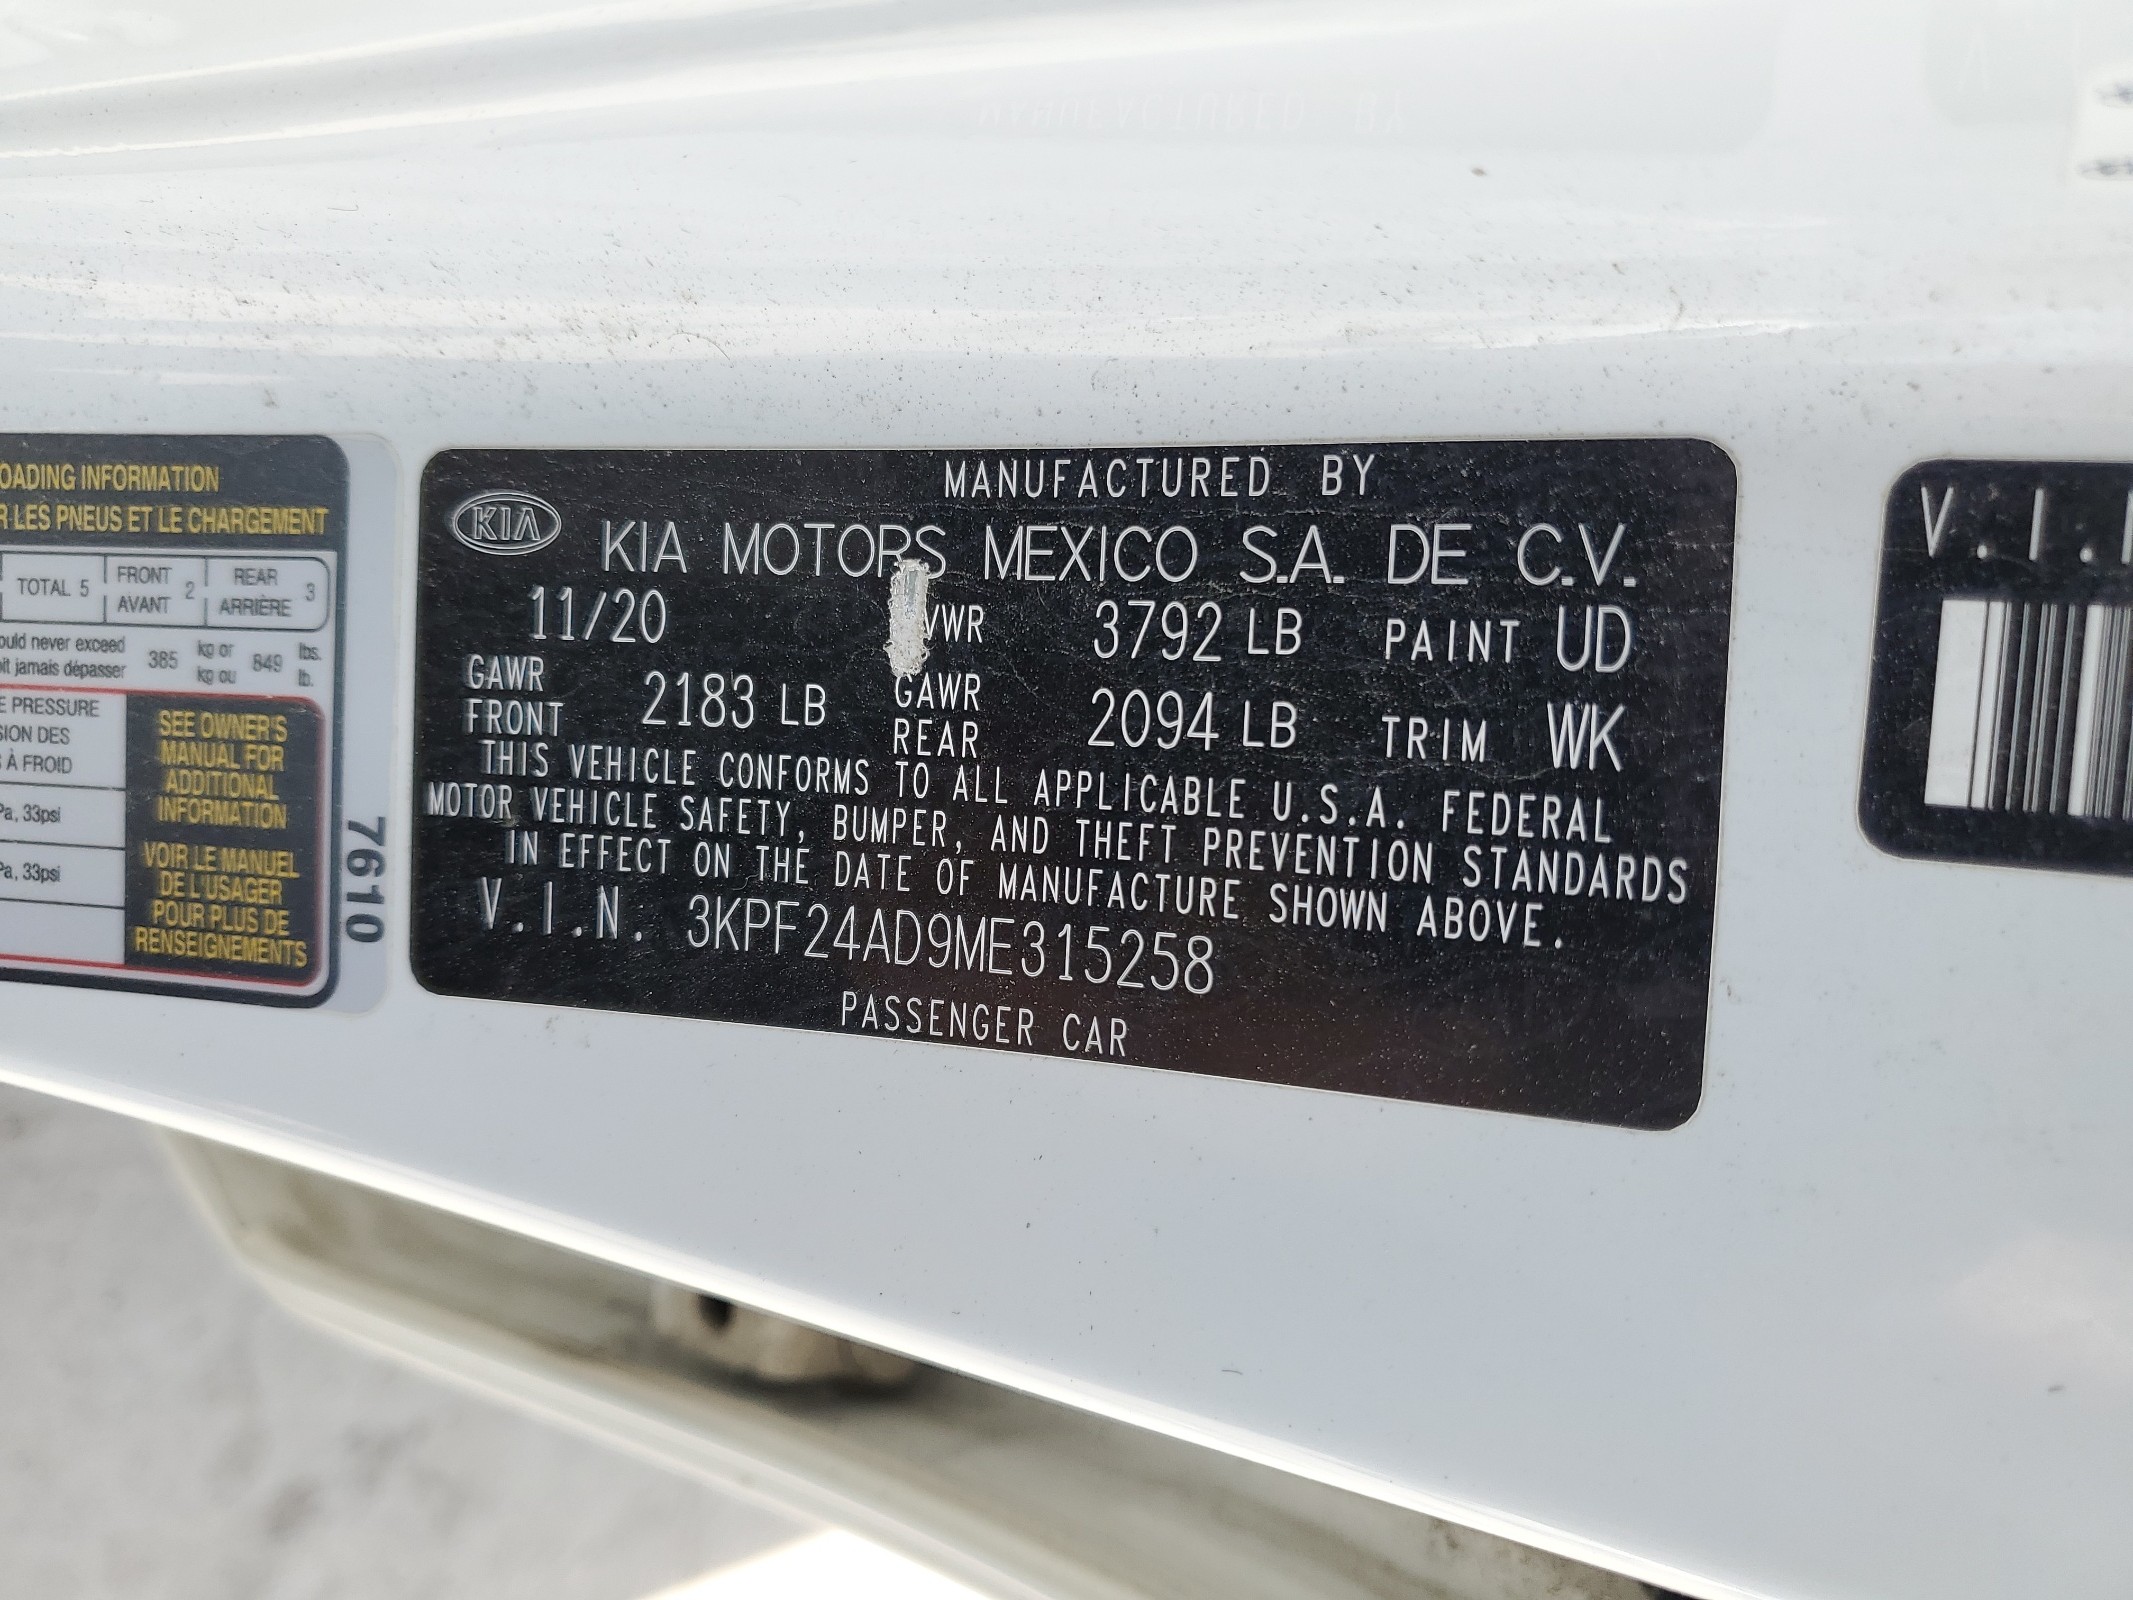 OADING INFORMATION
R LES PNEUS ET LE CHARGEMENT
TOTAL 5 FRONT AVANT 2 REAR ARRIÈRE 3
ould never exceed
oit jamais dépasser
385 kg or kg ou 849 lbs. lb.
E PRESSURE
SION DES
À FROID
Pa, 33psi
Pa, 33psi
SEE OWNER'S
MANUAL FOR
ADDITIONAL
INFORMATION
VOIR LE MANUEL
DE L'USAGER
POUR PLUS DE
RENSEIGNEMENTS
7610
MANUFACTURED BY
KIA KIA MOTORS MEXICO S.A. DE C.V.
11/20 VWR 3792 LB PAINT UD
GAWR FRONT 2183 LB GAWR REAR 2094 LB TRIM WK
THIS VEHICLE CONFORMS TO ALL APPLICABLE U.S.A. FEDERAL
MOTOR VEHICLE SAFETY, BUMPER, AND THEFT PREVENTION STANDARDS
IN EFFECT ON THE DATE OF MANUFACTURE SHOWN ABOVE.
V.I.N. 3KPF24AD9ME315258
PASSENGER CAR
V.I.